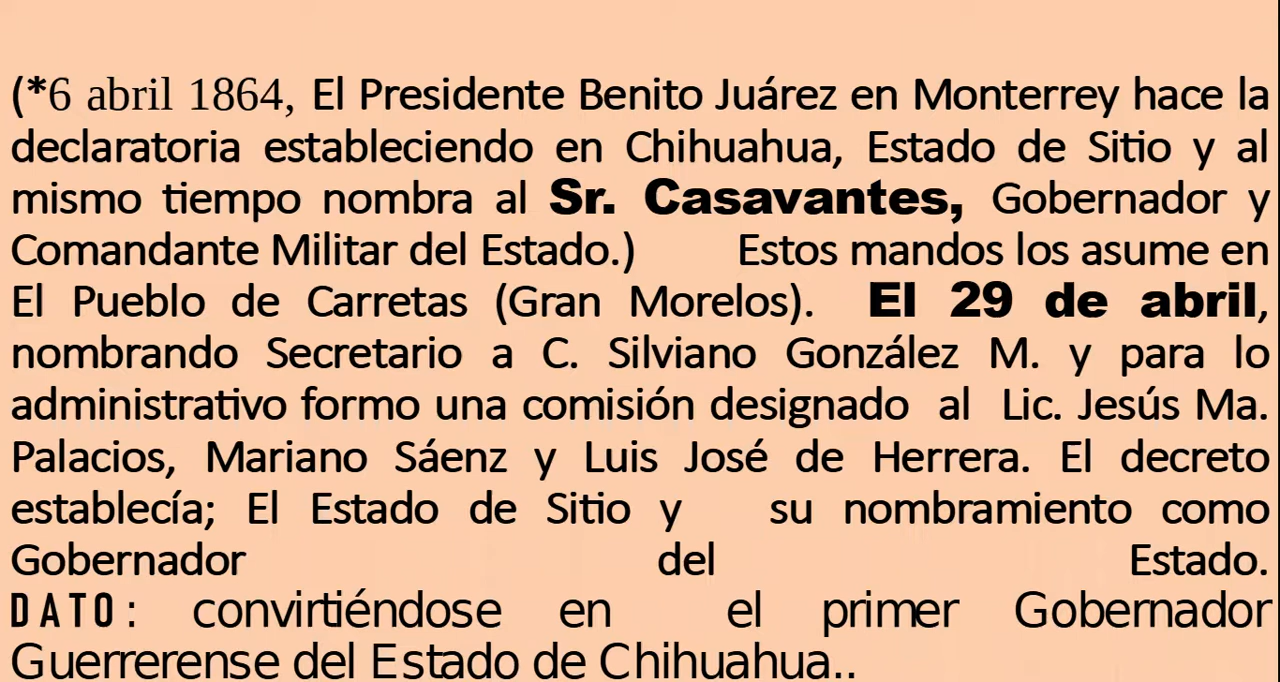 (*6 abril 1864, El Presidente Benito Juárez en Monterrey hace la
declaratoria estableciendo en Chihuahua, Estado de Sitio y al
mismo tiempo nombra al Sr. Casavantes, Gobernador y
Comandante Militar del Estado.) Estos mandos los asume en
El Pueblo de Carretas (Gran Morelos). El 29 de abril,
nombrando Secretario a C. Silviano González M. y para lo
administrativo formo una comisión designado al Lic. Jesús Ma.
Palacios, Mariano Sáenz y Luis José de Herrera. El decreto
establecía; El Estado de Sitio y su nombramiento como
Gobernador del Estado.
DATO: convirtiéndose en el primer Gobernador
Guerrerense del Estado de Chihuahua..